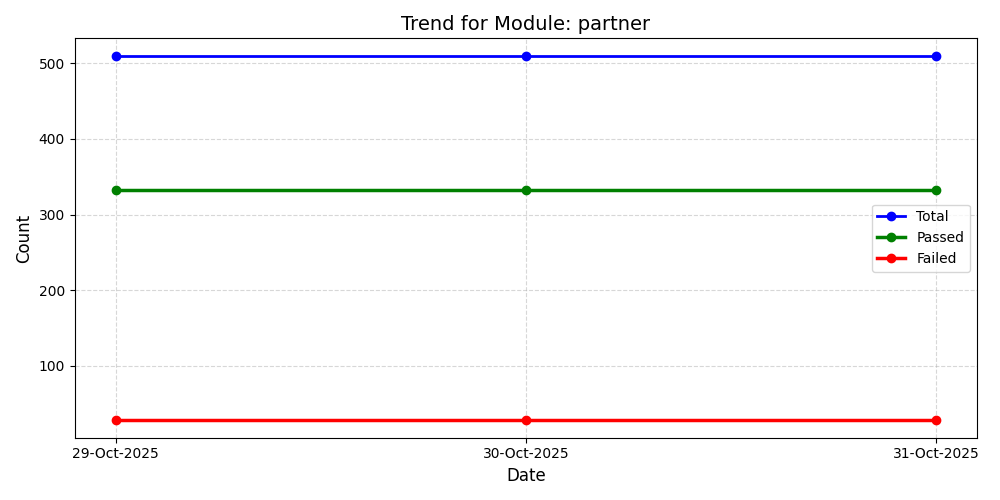 Trend for Module: partner
Count
500
400
300
200
100
Total
Passed
Failed
29-Oct-2025
30-Oct-2025
31-Oct-2025
Date